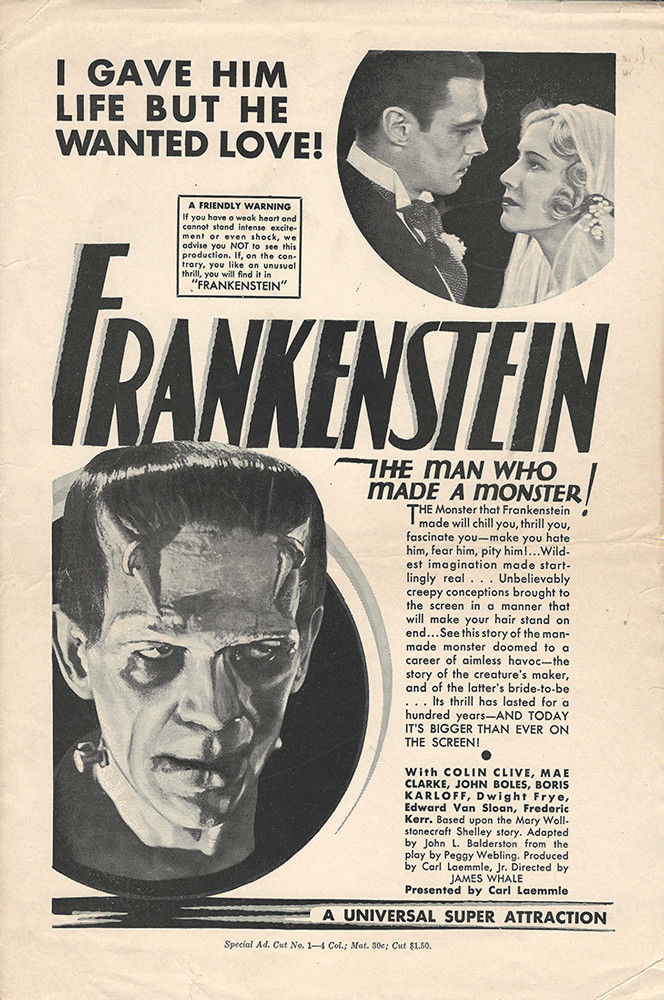 I GAVE HIM
LIFE BUT HE
WANTED LOVE!
A FRIENDLY WARNING
If you have a weak heart and
cannot stand intense excite-
ment or even shock, we
advise you NOT to see this
production. If, on the con-
trary, you like an unusual
thrill, you will find it in
"FRANKENSTEIN"
FRANKENSTEIN
THE MAN WHO
MADE A MONSTER!
THE Monster that Frankenstein
made will chill you, thrill you,
fascinate you—make you hate
him, fear him, pity him!...Wild-
est imagination made start-
lingly real . . . Unbelievably
creepy conceptions brought to
the screen in a manner that
will make your hair stand on
end...See this story of the man-
made monster doomed to a
career of aimless havoc—the
story of the creature's maker,
and of the latter's bride-to-be
. . . Its thrill has lasted for a
hundred years—AND TODAY
IT'S BIGGER THAN EVER ON
THE SCREEN!
With COLIN CLIVE, MAE
CLARKE, JOHN BOLES, BORIS
KARLOFF, Dwight Frye,
Edward Van Sloan, Frederic
Kerr. Based upon the Mary Woll-
stonecraft Shelley story. Adapted
by John L. Balderston from the
play by Peggy Webling. Produced
by Carl Laemmle, Jr. Directed by
JAMES WHALE
Presented by Carl Laemmle
A UNIVERSAL SUPER ATTRACTION
Special Ad. Cut No. 1—4 Col.; Mat. 80c; Cut $1.50.